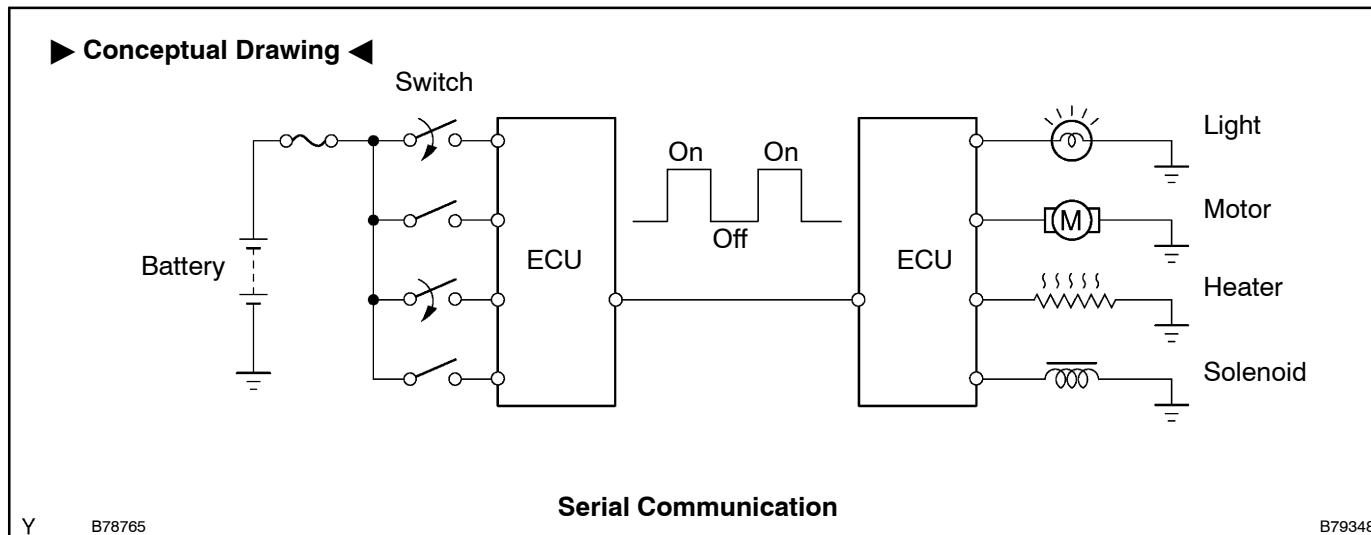 ▶ Conceptual Drawing ◀
Switch
On On
Off
Battery
ECU
ECU
M
Light
Motor
Heater
Solenoid
Serial Communication
Y B78765
B79348